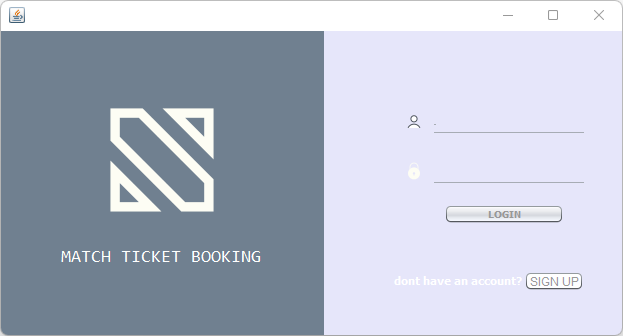 MATCH TICKET BOOKING
LOGIN
dont have an account? SIGN UP